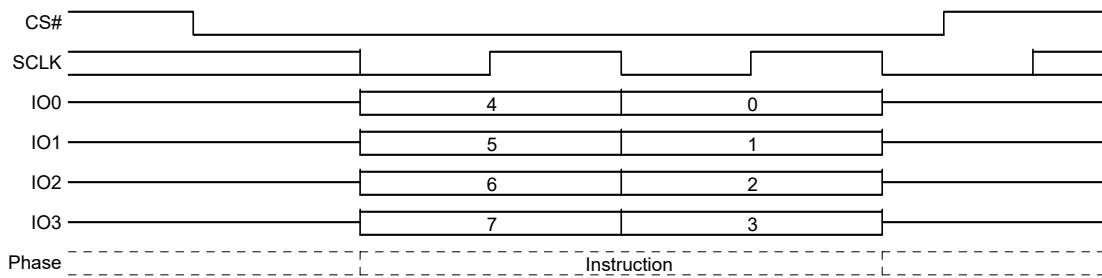 CS#
SCLK
IO0 4 0
IO1 5 1
IO2 6 2
IO3 7 3
Phase Instruction